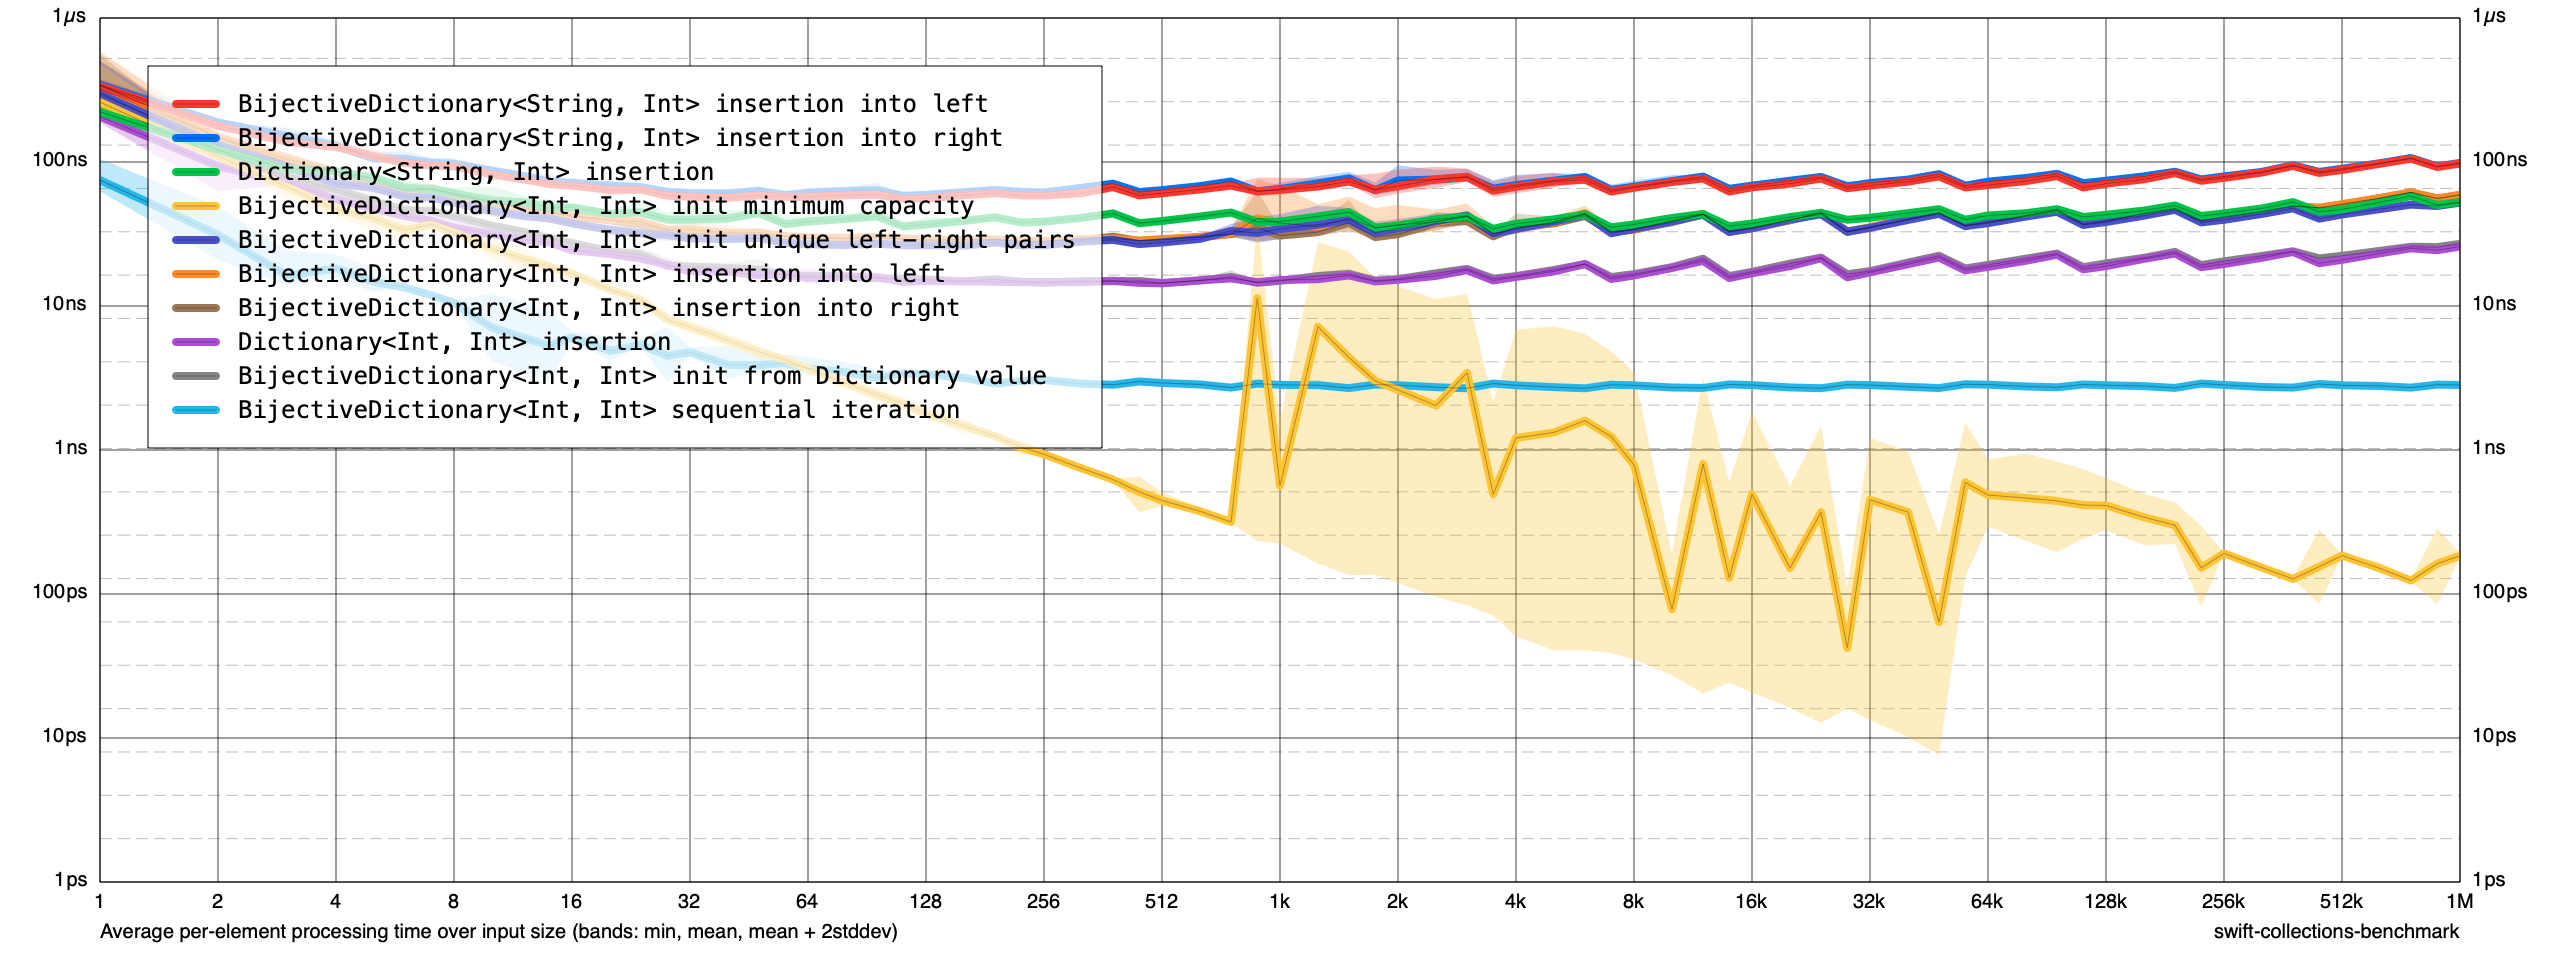 1µs 1µs
BijectiveDictionary<String, Int> insertion into left
BijectiveDictionary<String, Int> insertion into right
100ns 100ns
Dictionary<String, Int> insertion
BijectiveDictionary<Int, Int> init minimum capacity
BijectiveDictionary<Int, Int> init unique left-right pairs
BijectiveDictionary<Int, Int> insertion into left
10ns 10ns
BijectiveDictionary<Int, Int> insertion into right
Dictionary<Int, Int> insertion
BijectiveDictionary<Int, Int> init from Dictionary value
BijectiveDictionary<Int, Int> sequential iteration
1ns 1ns
100ps 100ps
10ps 10ps
1ps 1ps
1 2 4 8 16 32 64 128 256 512 1k 2k 4k 8k 16k 32k 64k 128k 256k 512k 1M
Average per-element processing time over input size (bands: min, mean, mean + 2stddev) swift-collections-benchmark